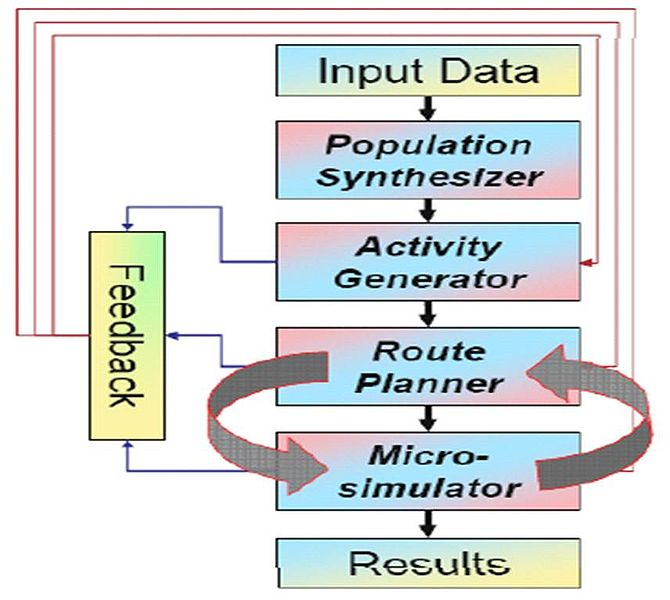 Input Data
Population
Synthesizer
Activity
Generator
Feedback
Route
Planner
Micro-
simulator
Results